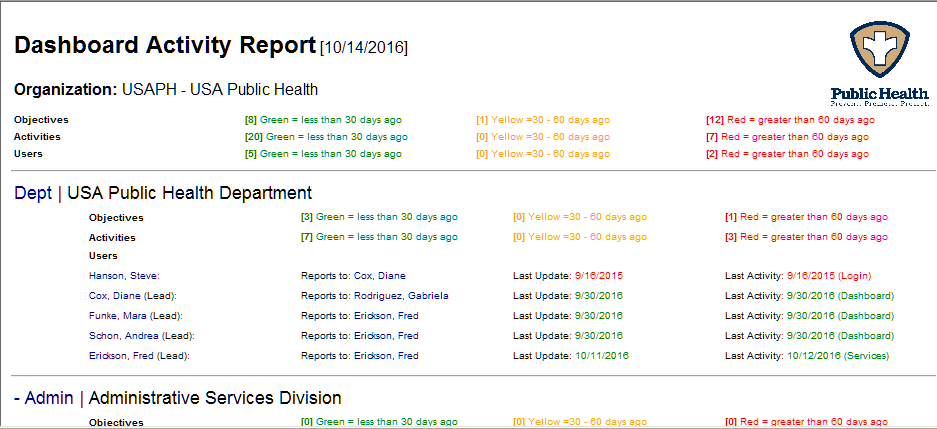 Dashboard Activity Report [10/14/2016]
Public Health
Prevent. Promote. Protect.
Organization: USAPH - USA Public Health
Objectives [8] Green = less than 30 days ago [1] Yellow =30 - 60 days ago [12] Red = greater than 60 days ago
Activities [20] Green = less than 30 days ago [0] Yellow =30 - 60 days ago [7] Red = greater than 60 days ago
Users [5] Green = less than 30 days ago [0] Yellow =30 - 60 days ago [2] Red = greater than 60 days ago
Dept | USA Public Health Department
Objectives [3] Green = less than 30 days ago [0] Yellow =30 - 60 days ago [1] Red = greater than 60 days ago
Activities [7] Green = less than 30 days ago [0] Yellow =30 - 60 days ago [3] Red = greater than 60 days ago
Users
Hanson, Steve: Reports to: Cox, Diane Last Update: 9/16/2015 Last Activity: 9/16/2015 (Login)
Cox, Diane (Lead): Reports to: Rodriguez, Gabriela Last Update: 9/30/2016 Last Activity: 9/30/2016 (Dashboard)
Funke, Mara (Lead): Reports to: Erickson, Fred Last Update: 9/30/2016 Last Activity: 9/30/2016 (Dashboard)
Schon, Andrea (Lead): Reports to: Erickson, Fred Last Update: 9/30/2016 Last Activity: 9/30/2016 (Dashboard)
Erickson, Fred (Lead): Reports to: Erickson, Fred Last Update: 10/11/2016 Last Activity: 10/12/2016 (Services)
- Admin | Administrative Services Division
Objectives [0] Green = less than 30 days ago [0] Yellow =30 - 60 days ago [0] Red = greater than 60 days ago